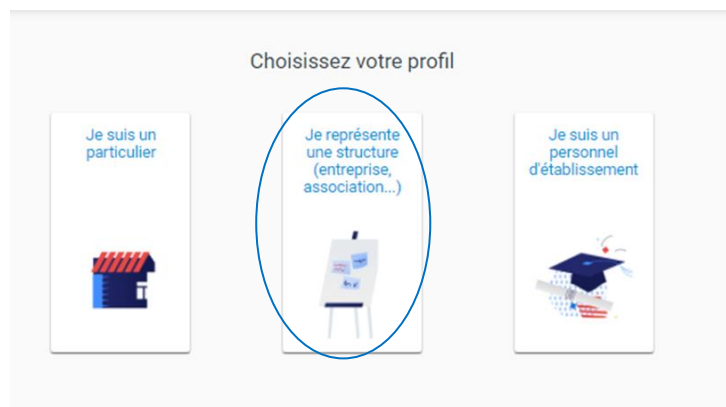 Choisissez votre profil
Je suis un
particulier
Je représente
une structure
(entreprise,
association...)
Je suis un
personnel
d'établissement